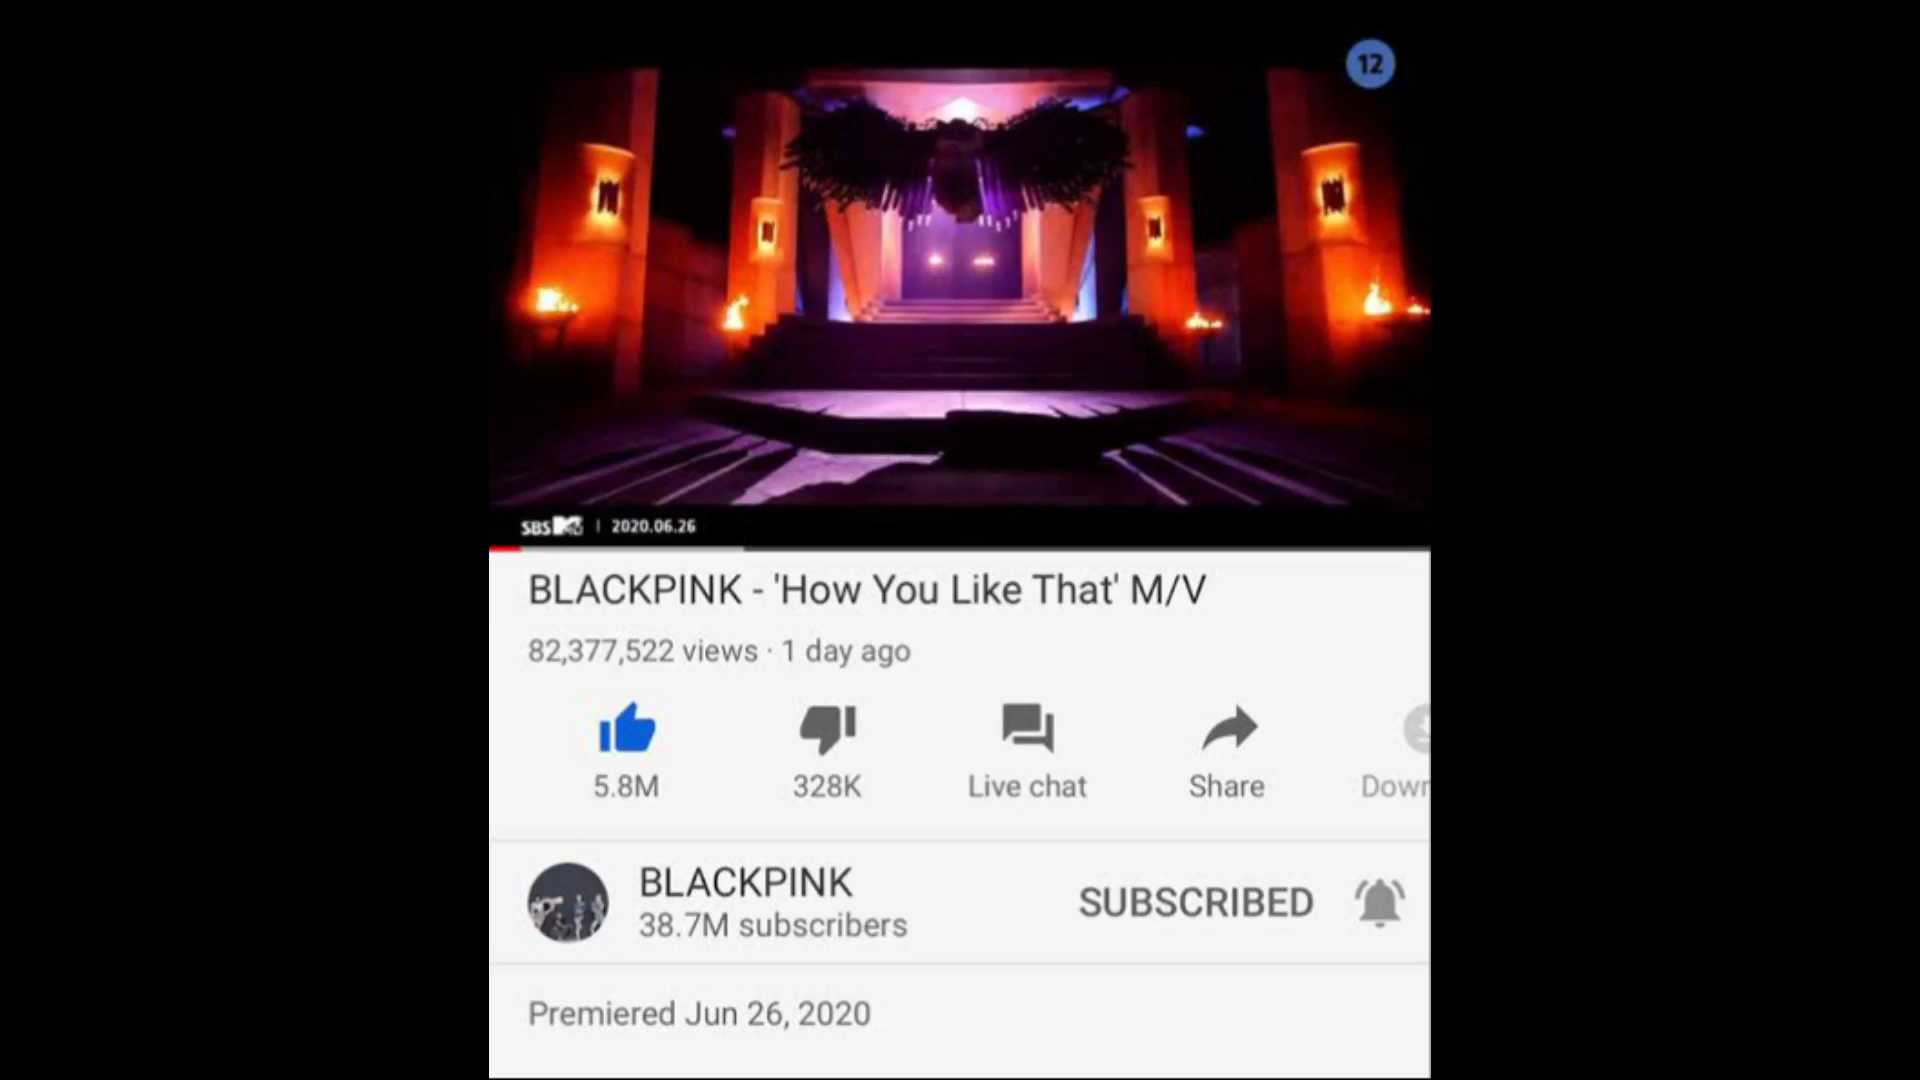 12
SBS MTV | 2020.06.26
BLACKPINK - 'How You Like That' M/V
82,377,522 views · 1 day ago
5.8M 328K Live chat Share Down
BLACKPINK
38.7M subscribers
SUBSCRIBED
Premiered Jun 26, 2020